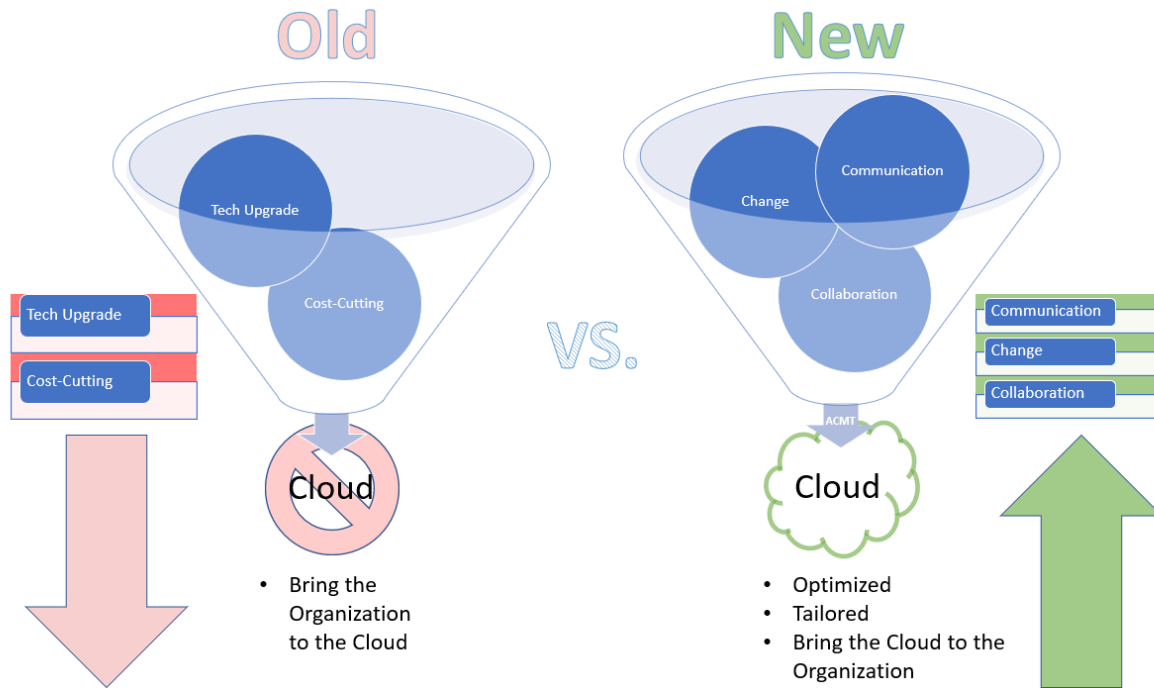 Old
New
VS.
Tech Upgrade
Cost-Cutting
Change
Communication
Collaboration
Tech Upgrade
Cost-Cutting
Communication
Change
Collaboration
ACMT
Cloud
Cloud
• Bring the
Organization
to the Cloud
• Optimized
• Tailored
• Bring the Cloud to the
Organization